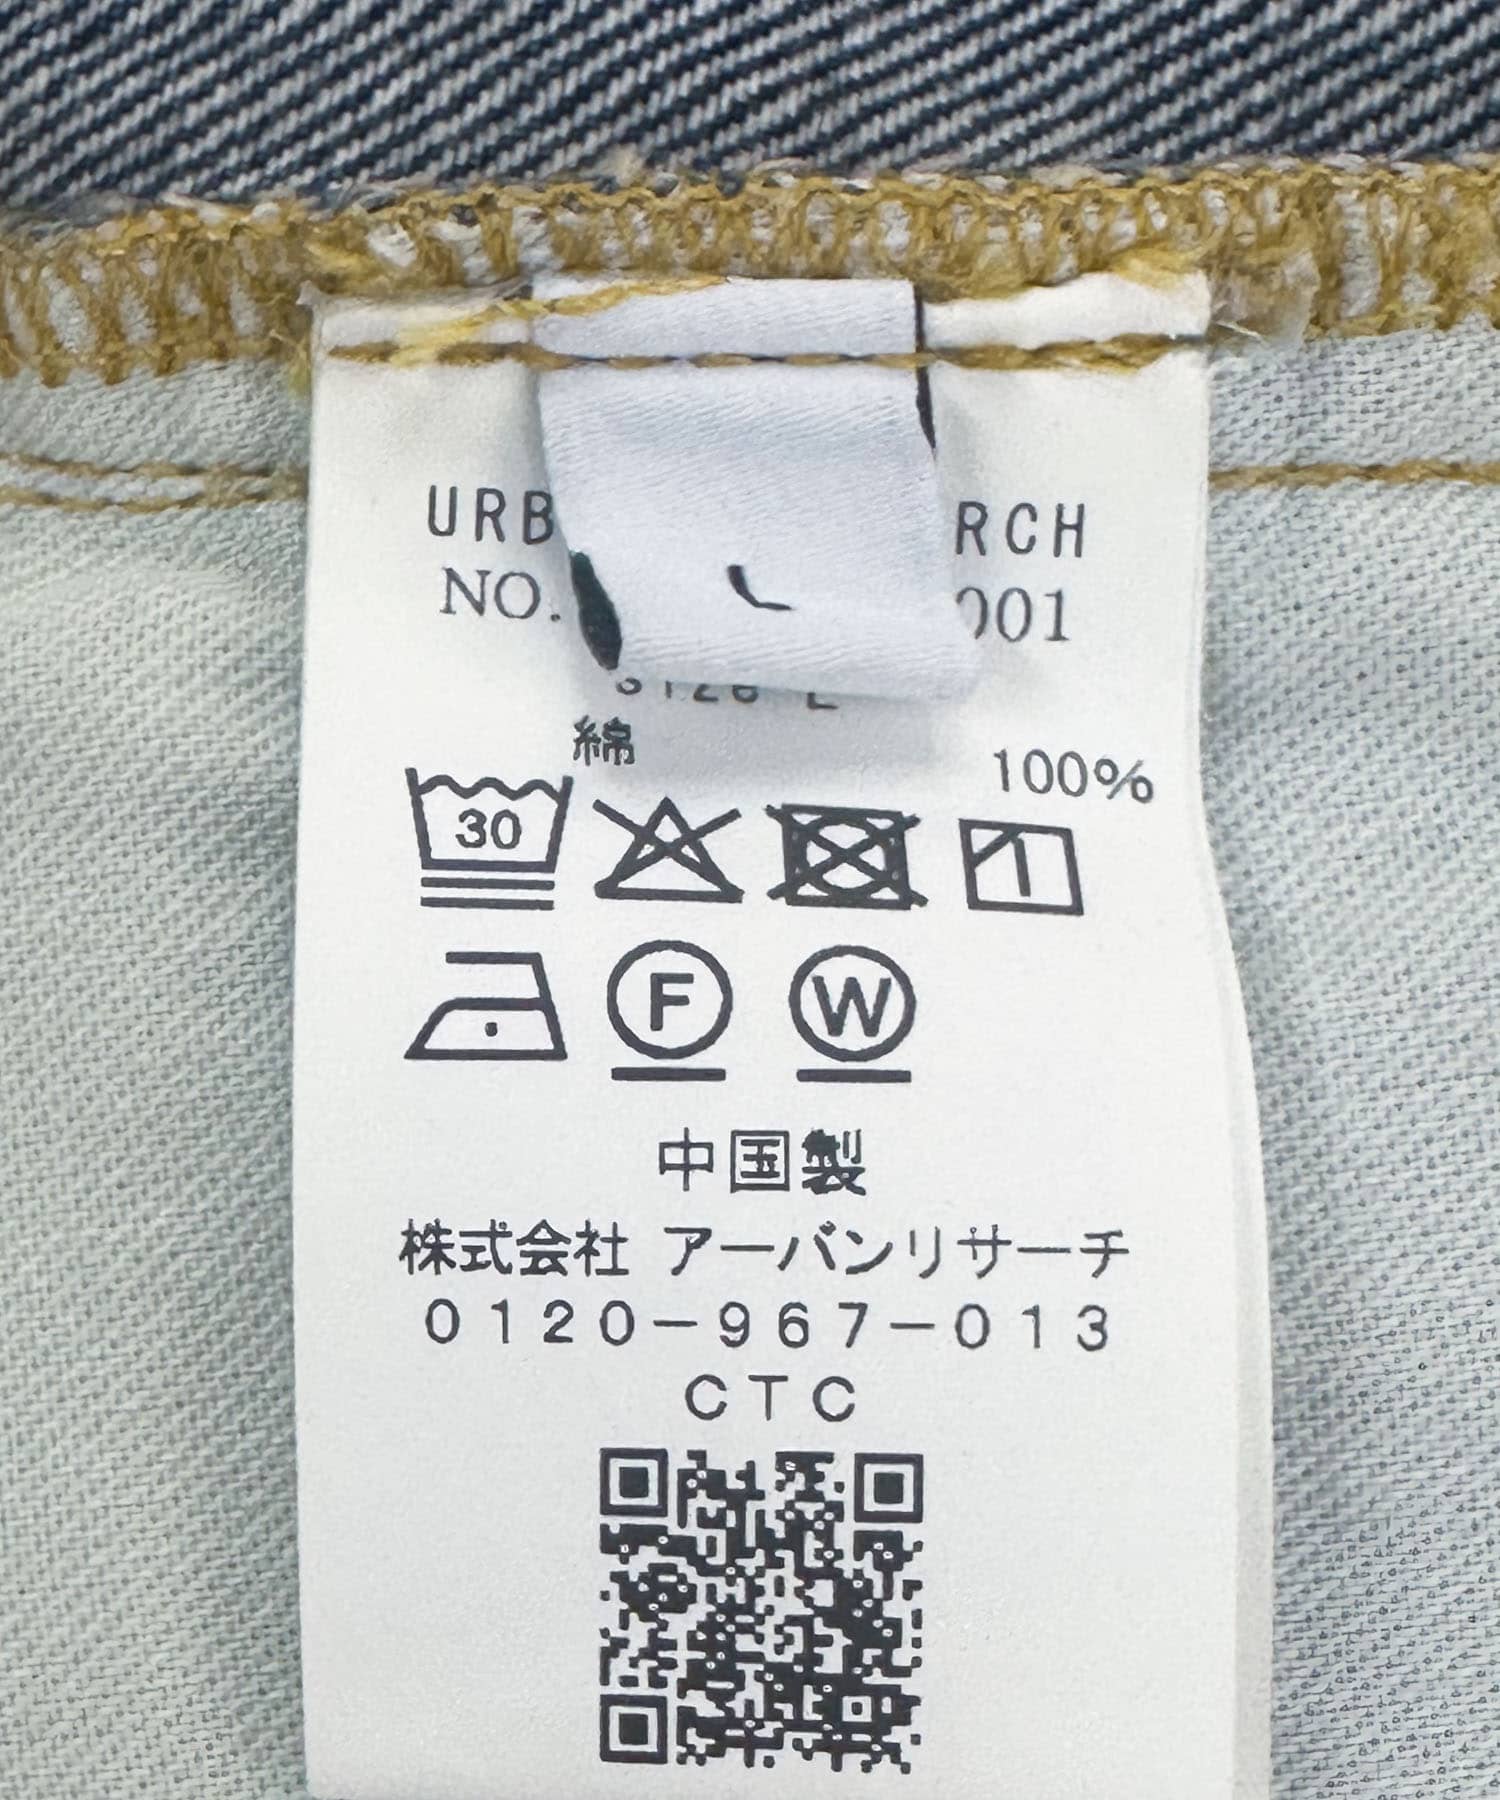 URB RCH
NO. 001
綿
100%
30
F W
中国製
株式会社 アーバンリサーチ
0120-967-013
CTC